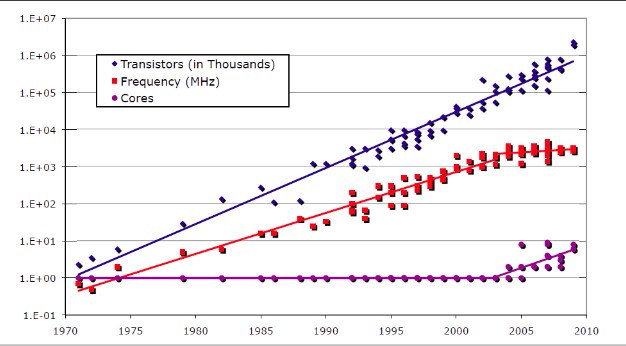 1.E+07
1.E+06
1.E+05
1.E+04
1.E+03
1.E+02
1.E+01
1.E+00
1.E-01
Transistors (in Thousands)
Frequency (MHz)
Cores
1970 1975 1980 1985 1990 1995 2000 2005 2010